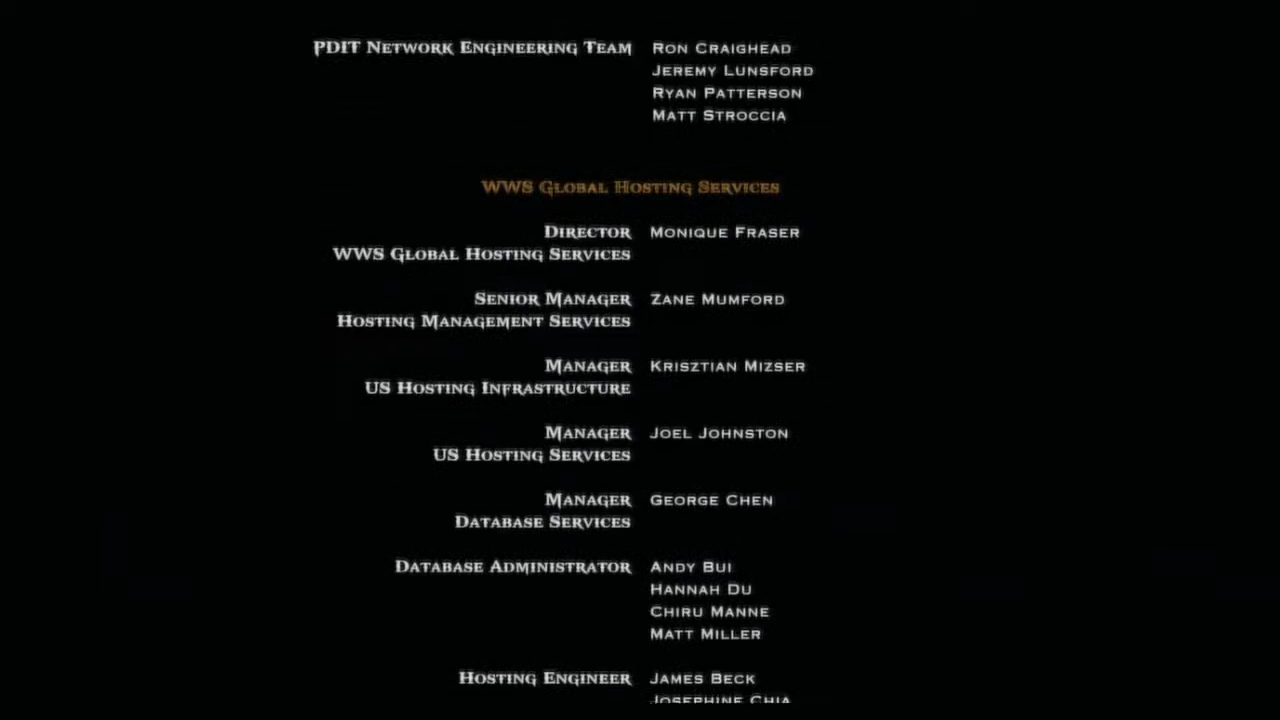 PDIT Network Engineering Team Ron Craighead
Jeremy Lunsford
Ryan Patterson
Matt Stroccia
WWS Global Hosting Services
Director Monique Fraser
WWS Global Hosting Services
Senior Manager Zane Mumford
Hosting Management Services
Manager Krisztian Mizser
US Hosting Infrastructure
Manager Joel Johnston
US Hosting Services
Manager George Chen
Database Services
Database Administrator Andy Bui
Hannah Du
Chiru Manne
Matt Miller
Hosting Engineer James Beck
Josephine Chia